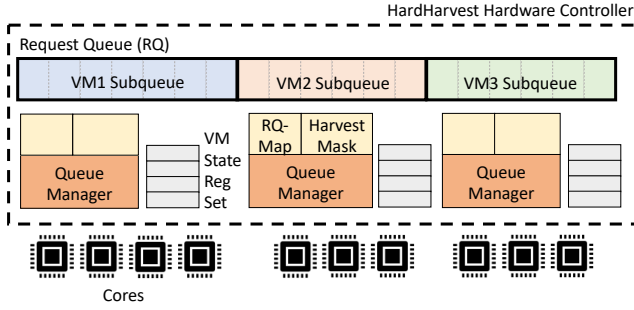 HardHarvest Hardware Controller
Request Queue (RQ)
VM1 Subqueue
VM2 Subqueue
VM3 Subqueue
Queue
Manager
VM
State
Reg
Set
RQ-
Map
Harvest
Mask
Queue
Manager
Queue
Manager
Cores